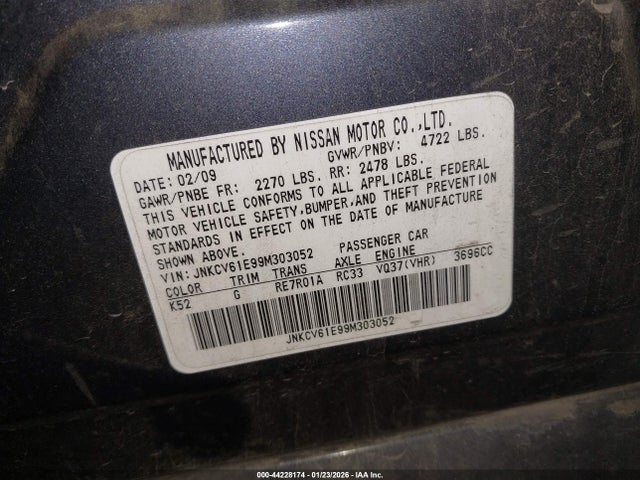 MANUFACTURED BY NISSAN MOTOR CO.,LTD.
DATE: 02/09 GVWR/PNBV: 4722 LBS.
GAWR/PNBE FR: 2270 LBS. RR: 2478 LBS.
THIS VEHICLE CONFORMS TO ALL APPLICABLE FEDERAL
MOTOR VEHICLE SAFETY,BUMPER,AND THEFT PREVENTION
STANDARDS IN EFFECT ON THE DATE OF MANUFACTURE
SHOWN ABOVE.
VIN: JNKCV61E99M303052 PASSENGER CAR
COLOR TRIM TRANS AXLE ENGINE
K52 G RE7R01A RC33 VQ37(VHR) 3696CC
JNKCV61E99M303052
000-44228174 | 01/23/2026 | IAA Inc.